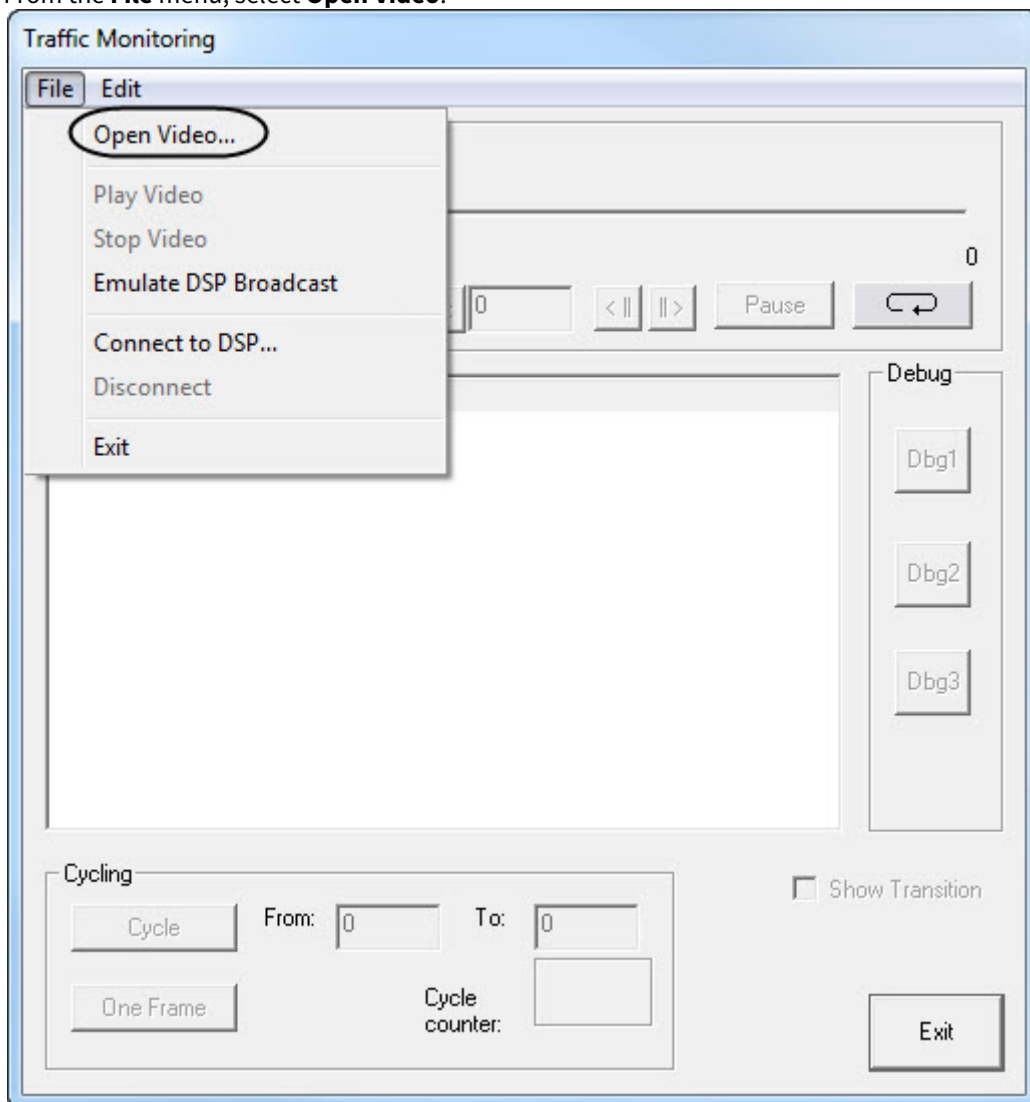 From the File menu, select Open Video.
Traffic Monitoring
File Edit
Open Video...
Play Video
Stop Video
0
Emulate DSP Broadcast
0 < || || > Pause
Connect to DSP...
Disconnect
Debug
Exit
Dbg1
Dbg2
Dbg3
Cycling
Show Transition
Cycle From: 0 To: 0
One Frame Cycle counter:
Exit